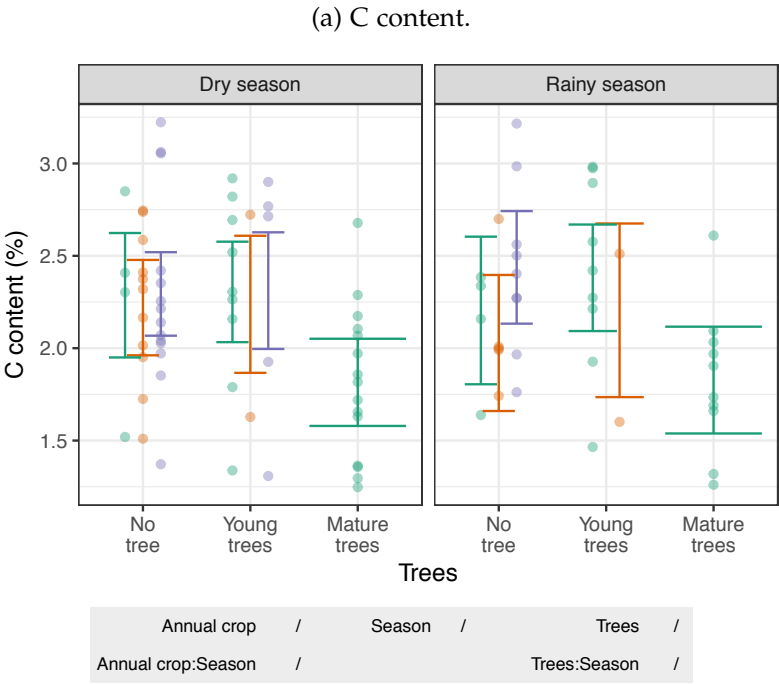 (a) C content.
Dry season
Rainy season
C content (%)
3.0
2.5
2.0
1.5
No tree
Young trees
Mature trees
No tree
Young trees
Mature trees
Trees
Annual crop / Season / Trees /
Annual crop:Season / Trees:Season /